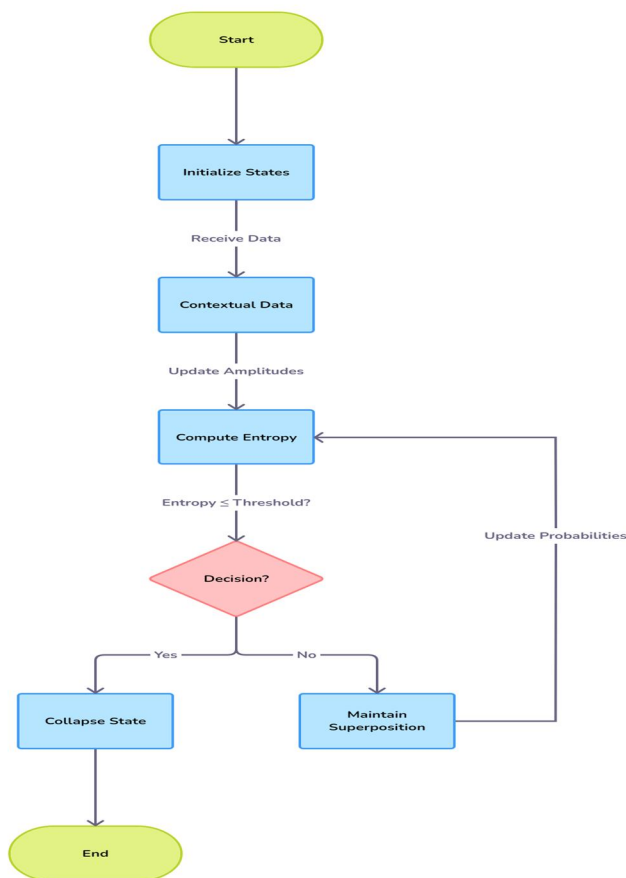 Start
Initialize States
Receive Data
Contextual Data
Update Amplitudes
Compute Entropy
Entropy ≤ Threshold?
Update Probabilities
Decision?
Yes
No
Collapse State
Maintain
Superposition
End